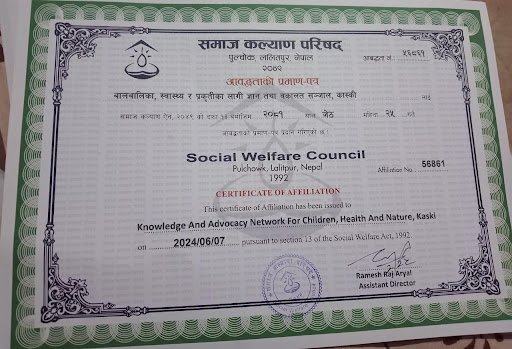 समाज कल्याण परिषद
पुल्चोक, ललितपुर, नेपाल
२०४९
आबद्धता नं. ५६८६१
आबद्धताको प्रमाण-पत्र
बालबालिका, स्वास्थ्य र प्रकृतीका लागी ज्ञान तथा वकालत सञ्जाल, कास्की लाई
समाज कल्याण ऐन, २०४९ को दफा १३ बमोजिम २०८१ साल जेठ महिना २५ गते
आबद्धताको प्रमाण-पत्र प्रदान गरिएको छ।
Social Welfare Council
Pulchowk, Lalitpur, Nepal
1992
Affiliation No. 56861
CERTIFICATE OF AFFILIATION
This certificate of Affiliation has been issued to
Knowledge And Advocacy Network For Children, Health And Nature, Kaski
on 2024/06/07 pursuant to section 13 of the Social Welfare Act, 1992.
Ramesh Raj Aryal
Assistant Director